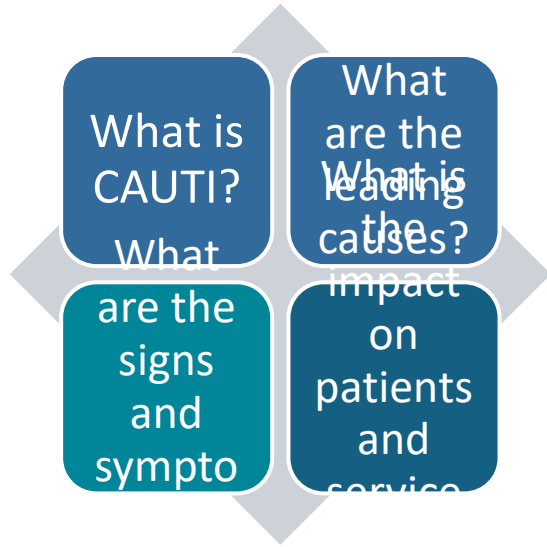 What is
CAUTI?
What
are the
leading
causes?
What
are the
signs
and
sympto
What is
the
impact
on
patients
and
service